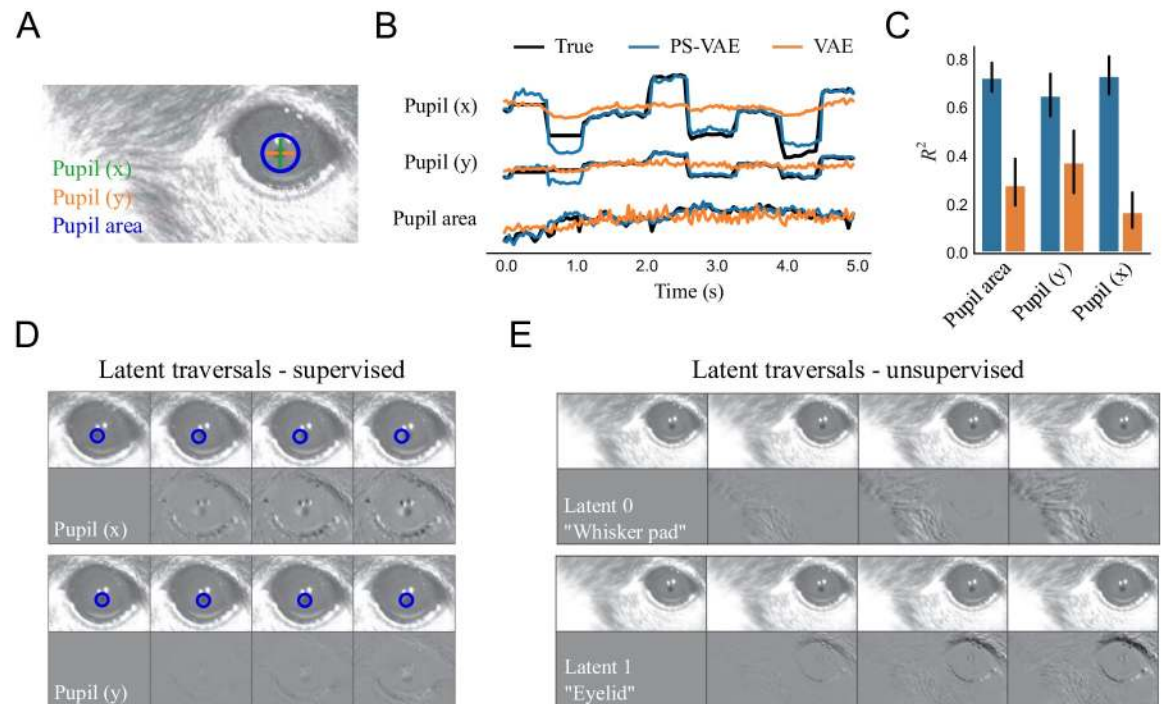 A
Pupil (x)
Pupil (y)
Pupil area
B
True PS-VAE VAE
Pupil (x)
Pupil (y)
Pupil area
0.0 1.0 2.0 3.0 4.0 5.0
Time (s)
C
0.8
0.6
R²
0.4
0.2
0.0
Pupil area Pupil (y) Pupil (x)
D
Latent traversals - supervised
Pupil (x)
Pupil (y)
E
Latent traversals - unsupervised
Latent 0
"Whisker pad"
Latent 1
"Eyelid"